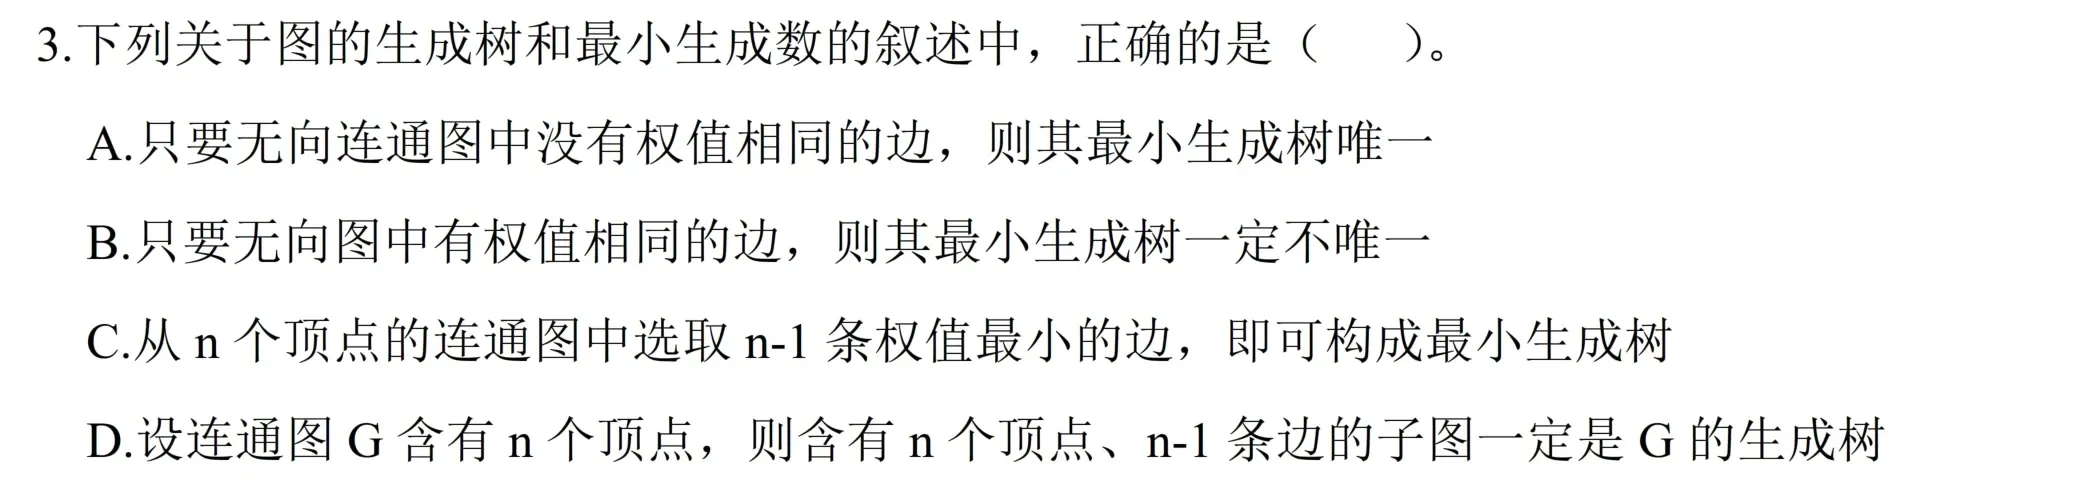 3.下列关于图的生成树和最小生成数的叙述中，正确的是（　　）。
A.只要无向连通图中没有权值相同的边，则其最小生成树唯一
B.只要无向图中有权值相同的边，则其最小生成树一定不唯一
C.从 n 个顶点的连通图中选取 n-1 条权值最小的边，即可构成最小生成树
D.设连通图 G 含有 n 个顶点，则含有 n 个顶点、n-1 条边的子图一定是 G 的生成树